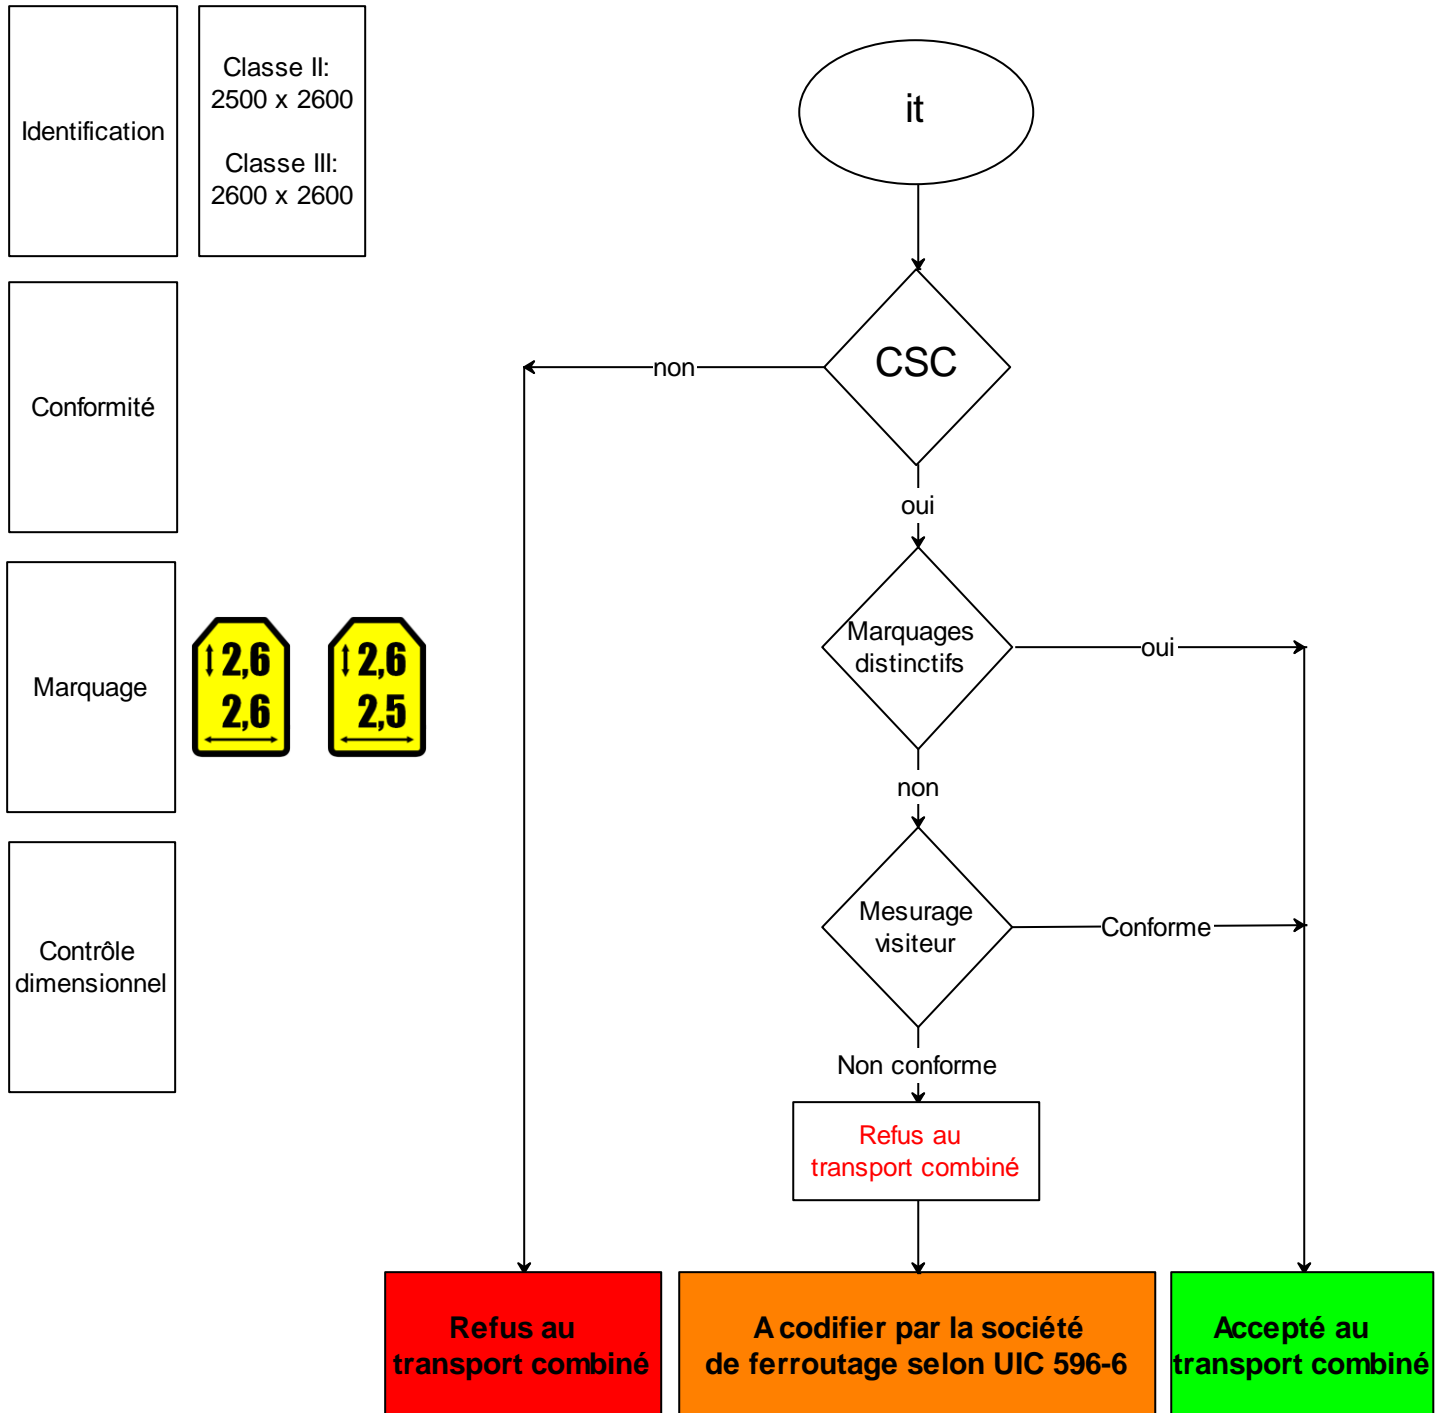 Identification
Classe II:
2500 x 2600
Classe III:
2600 x 2600
it
Conformité
CSC
non
oui
Marquage
2,6
2,6
2,6
2,5
Marquages
distinctifs
oui
non
Contrôle
dimensionnel
Mesurage
visiteur
Conforme
Non conforme
Refus au
transport combiné
Refus au
transport combiné
A codifier par la société
de ferroutage selon UIC 596-6
Accepté au
transport combiné